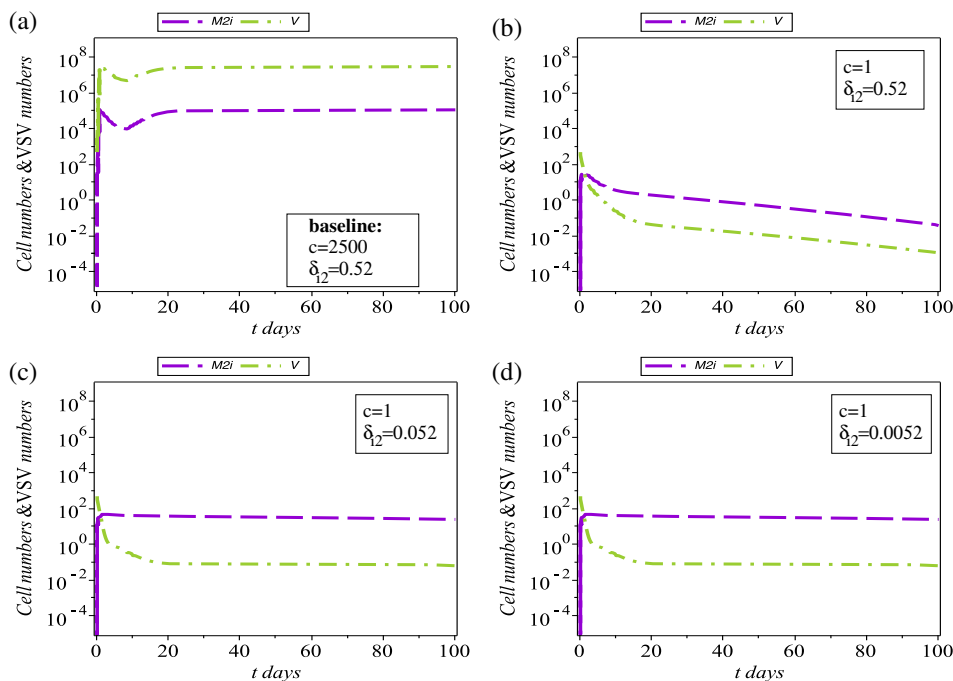 (a)
M2i V
Cell numbers & VSV numbers
10^8
10^6
10^4
10^2
10^0
10^-2
10^-4
baseline:
c=2500
δ_i2=0.52
0 20 40 60 80 100
t days
(b)
M2i V
Cell numbers & VSV numbers
10^8
10^6
10^4
10^2
10^0
10^-2
10^-4
c=1
δ_i2=0.52
0 20 40 60 80 100
t days
(c)
M2i V
Cell numbers & VSV numbers
10^8
10^6
10^4
10^2
10^0
10^-2
10^-4
c=1
δ_i2=0.052
0 20 40 60 80 100
t days
(d)
M2i V
Cell numbers & VSV numbers
10^8
10^6
10^4
10^2
10^0
10^-2
10^-4
c=1
δ_i2=0.0052
0 20 40 60 80 100
t days